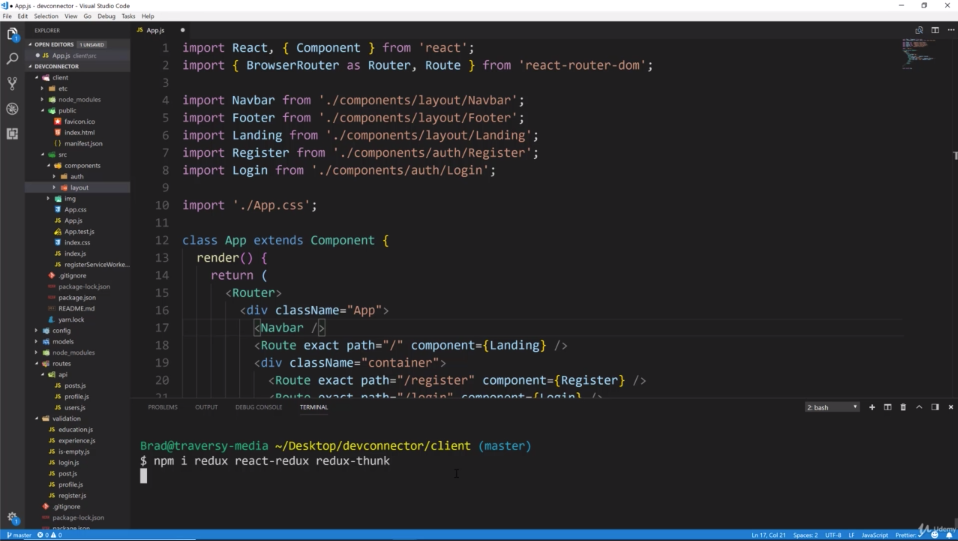 App.js - devconnector - Visual Studio Code
File Edit Selection View Go Debug Tasks Help
EXPLORER
OPEN EDITORS 1 UNSAVED
App.js client\src
DEVCONNECTOR
client
etc
node_modules
public
favicon.ico
index.html
manifest.json
src
components
auth
layout
img
App.css
App.js
App.test.js
index.css
index.js
registerServiceWorke...
.gitignore
package-lock.json
package.json
README.md
yarn.lock
config
models
node_modules
routes
api
posts.js
profile.js
users.js
validation
education.js
experience.js
is-empty.js
login.js
post.js
profile.js
register.js
.gitignore
package-lock.json
package.json
App.js
1 import React, { Component } from 'react';
2 import { BrowserRouter as Router, Route } from 'react-router-dom';
3
4 import Navbar from './components/layout/Navbar';
5 import Footer from './components/layout/Footer';
6 import Landing from './components/layout/Landing';
7 import Register from './components/auth/Register';
8 import Login from './components/auth/Login';
9
10 import './App.css';
11
12 class App extends Component {
13 render() {
14 return (
15 <Router>
16 <div className="App">
17 <Navbar />
18 <Route exact path="/" component={Landing} />
19 <div className="container">
20 <Route exact path="/register" component={Register} />
21 <Route exact path="/login" component={Login} />
PROBLEMS OUTPUT DEBUG CONSOLE TERMINAL
2: bash
Brad@traversy-media ~/Desktop/devconnector/client (master)
$ npm i redux react-redux redux-thunk
Udemy
master 0 0 Ln 17, Col 21 Spaces: 2 UTF-8 LF JavaScript Prettier